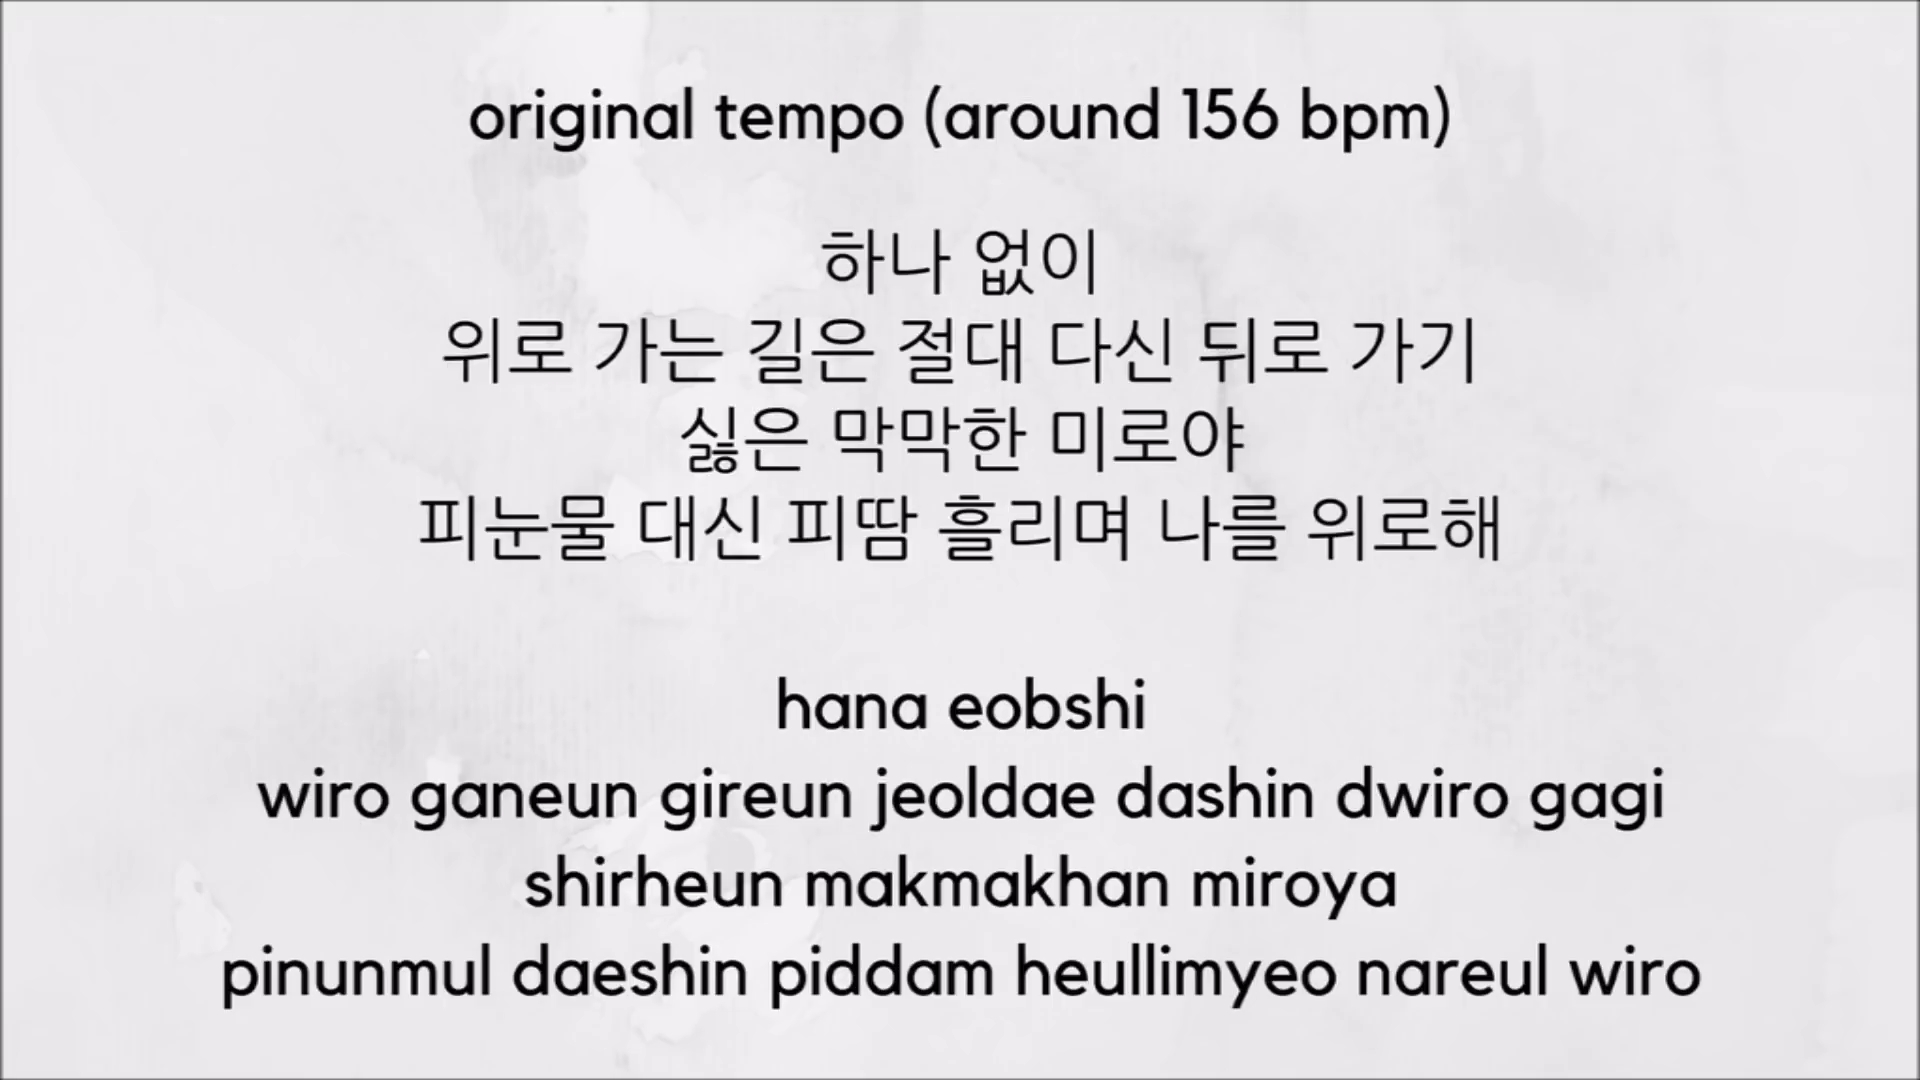 original tempo (around 156 bpm)
하나 없이
위로 가는 길은 절대 다신 뒤로 가기
싫은 막막한 미로야
피눈물 대신 피땀 흘리며 나를 위로해
hana eobshi
wiro ganeun gireun jeoldae dashin dwiro gagi
shirheun makmakhan miroya
pinunmul daeshin piddam heullimyeo nareul wiro